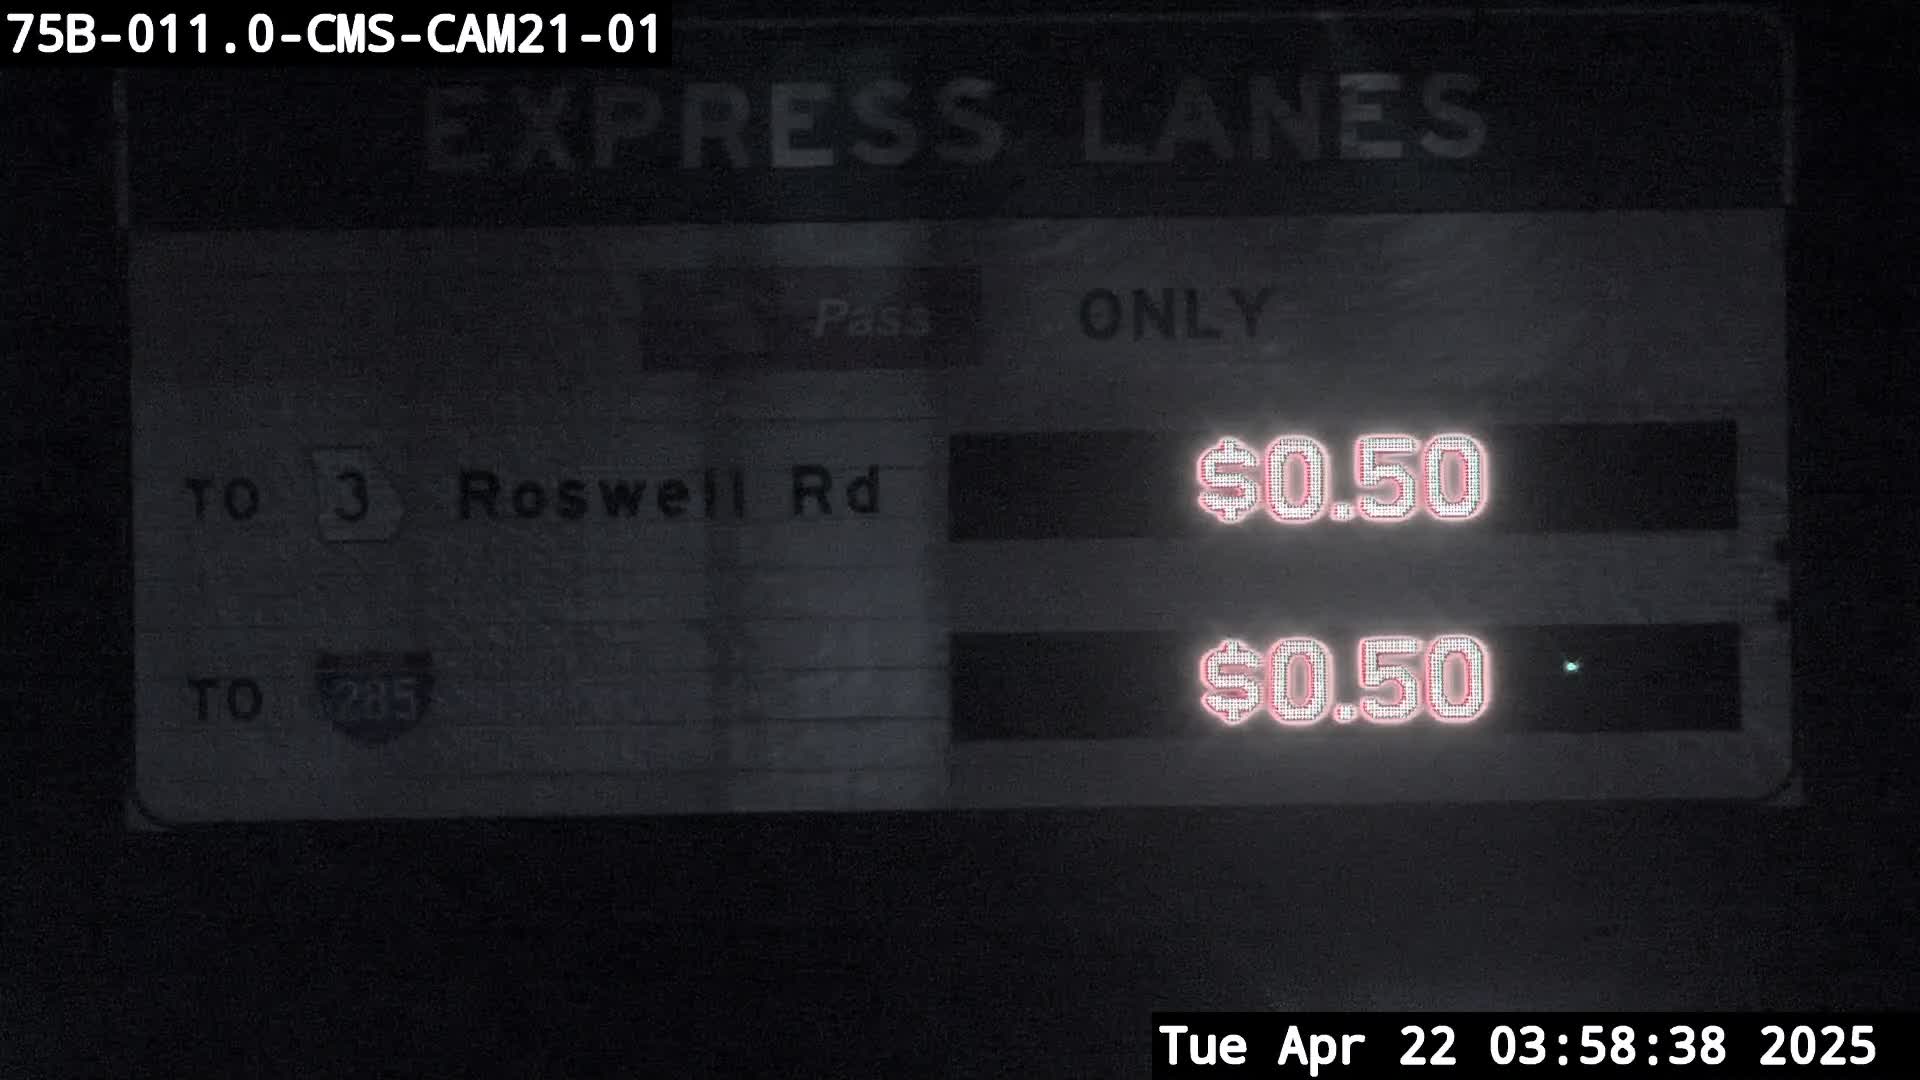 75B-011.0-CMS-CAM21-01
EXPRESS LANES
Pass ONLY
TO 3 Roswell Rd $0.50
TO 285 $0.50
Tue Apr 22 03:58:38 2025